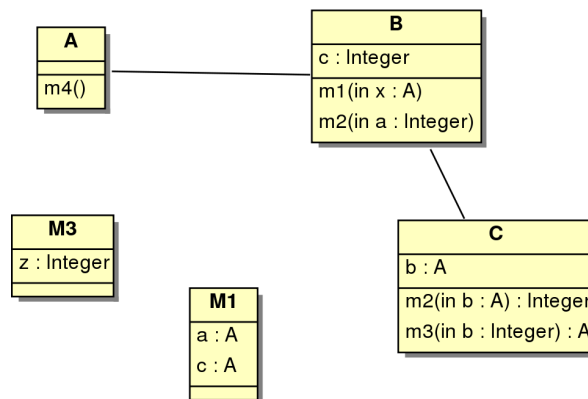 A
m4()
B
c : Integer
m1(in x : A)
m2(in a : Integer)
M3
z : Integer
C
b : A
m2(in b : A) : Integer
m3(in b : Integer) : A
M1
a : A
c : A